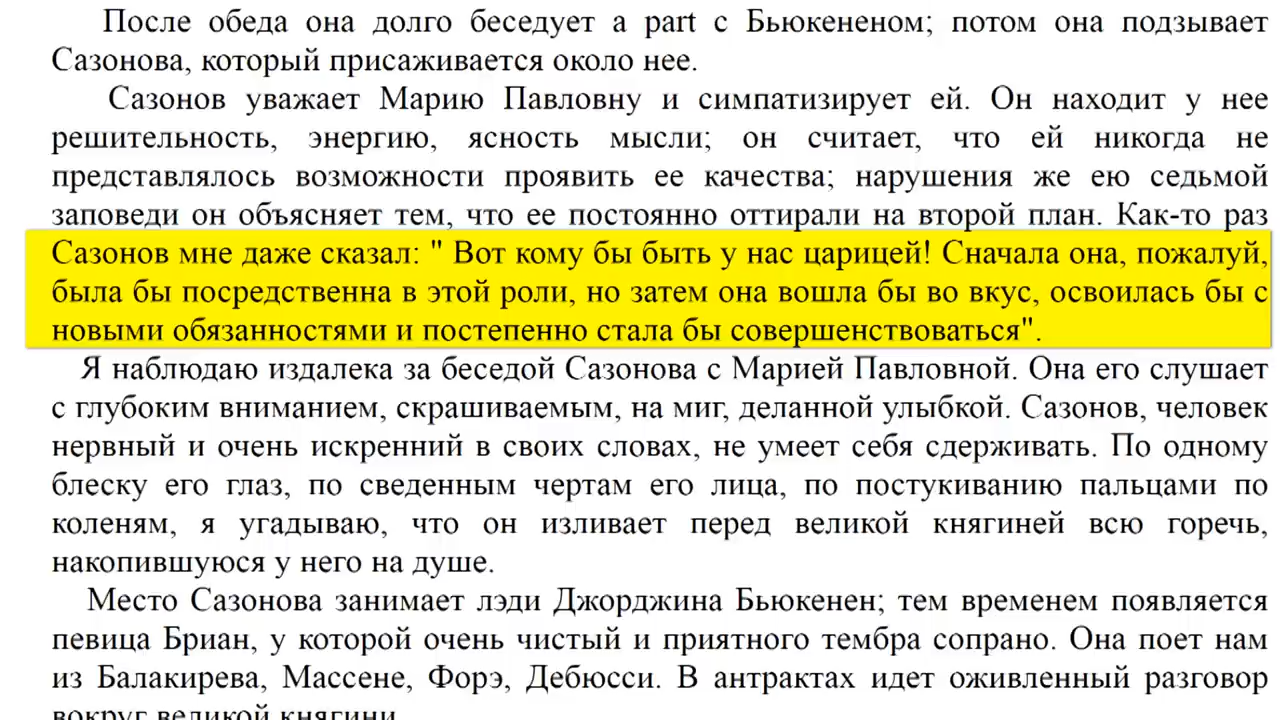 После обеда она долго беседует a part с Бьюкененом; потом она подзывает
Сазонова, который присаживается около нее.
Сазонов уважает Марию Павловну и симпатизирует ей. Он находит у нее
решительность, энергию, ясность мысли; он считает, что ей никогда не
представлялось возможности проявить ее качества; нарушения же ею седьмой
заповеди он объясняет тем, что ее постоянно оттирали на второй план. Как-то раз
Сазонов мне даже сказал: " Вот кому бы быть у нас царицей! Сначала она, пожалуй,
была бы посредственна в этой роли, но затем она вошла бы во вкус, освоилась бы с
новыми обязанностями и постепенно стала бы совершенствоваться".
Я наблюдаю издалека за беседой Сазонова с Марией Павловной. Она его слушает
с глубоким вниманием, скрашиваемым, на миг, деланной улыбкой. Сазонов, человек
нервный и очень искренний в своих словах, не умеет себя сдерживать. По одному
блеску его глаз, по сведенным чертам его лица, по постукиванию пальцами по
коленям, я угадываю, что он изливает перед великой княгиней всю горечь,
накопившуюся у него на душе.
Место Сазонова занимает лэди Джорджина Бьюкенен; тем временем появляется
певица Бриан, у которой очень чистый и приятного тембра сопрано. Она поет нам
из Балакирева, Массене, Форэ, Дебюсси. В антрактах идет оживленный разговор
вокруг великой княгини.